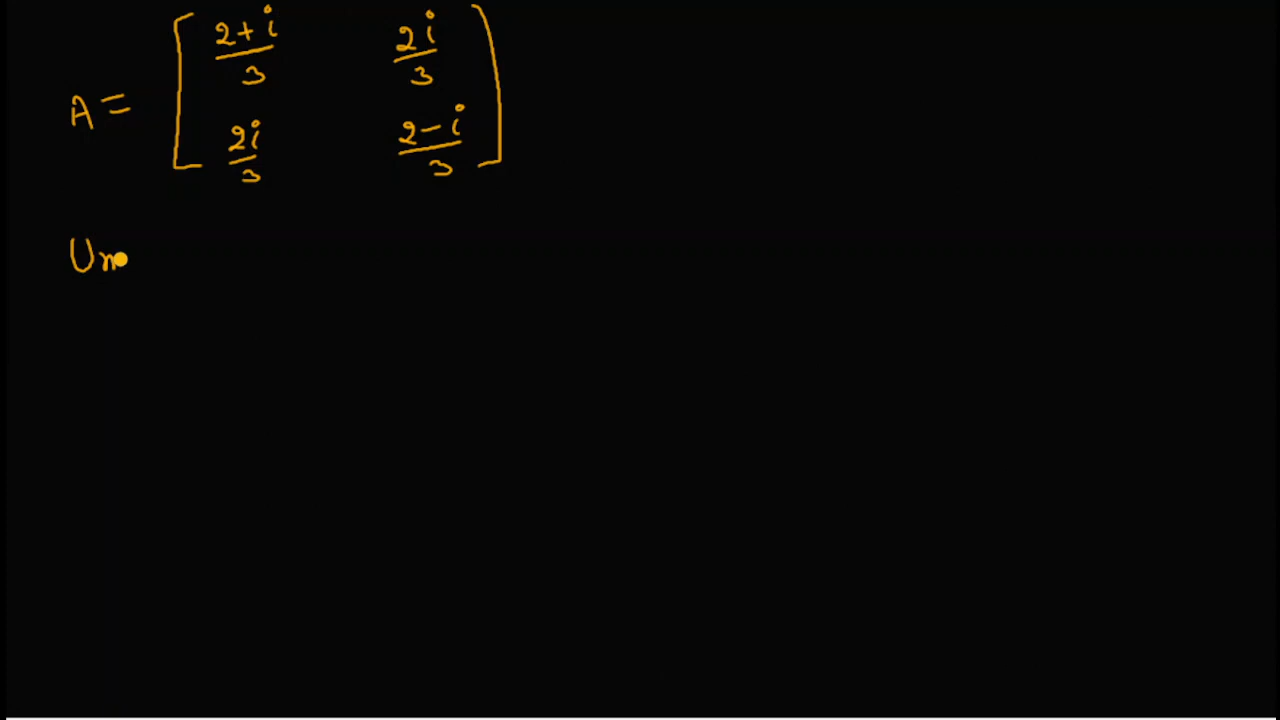 A = [ (2+i)/3 2i/3
2i/3 (2-i)/3 ]
Un